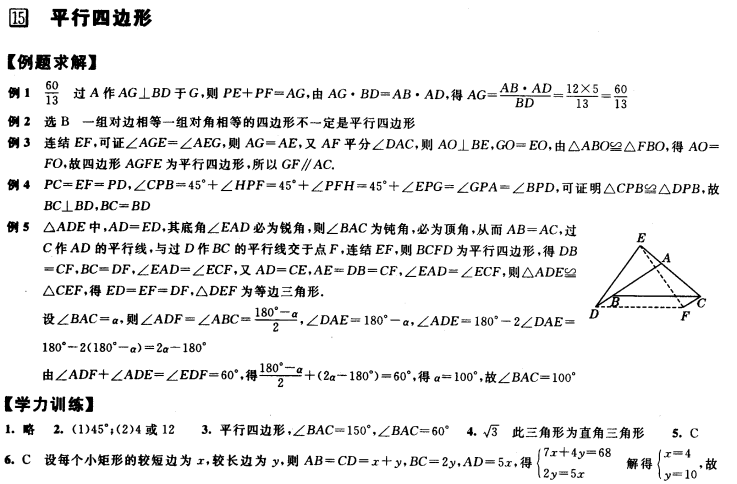 15 平行四边形
【例题求解】
例1 60/13 过A作AG⊥BD于G,则PE+PF=AG,由AG·BD=AB·AD,得AG=AB·AD/BD=12×5/13=60/13
例2 选B 一组对边相等一组对角相等的四边形不一定是平行四边形
例3 连结EF,可证∠AGE=∠AEG,则AG=AE,又AF平分∠DAC,则AO⊥BE,GO=EO,由△ABO≌△FBO,得AO=
FO,故四边形AGFE为平行四边形,所以GF∥AC.
例4 PC=EF=PD,∠CPB=45°+∠HPF=45°+∠PFH=45°+∠EPG=∠GPA=∠BPD,可证明△CPB≌△DPB,故
BC⊥BD,BC=BD
例5 △ADE中,AD=ED,其底角∠EAD必为锐角,则∠BAC为钝角,必为顶角,从而AB=AC,过
C作AD的平行线,与过D作BC的平行线交于点F,连结EF,则BCFD为平行四边形,得DB
=CF,BC=DF,∠EAD=∠ECF,又AD=CE,AE=DB=CF,∠EAD=∠ECF,则△ADE≌
△CEF,得ED=EF=DF,△DEF为等边三角形.
设∠BAC=α,则∠ADF=∠ABC=180°-α/2,∠DAE=180°-α,∠ADE=180°-2∠DAE=
180°-2(180°-α)=2α-180°
由∠ADF+∠ADE=∠EDF=60°,得180°-α/2+(2α-180°)=60°,得α=100°,故∠BAC=100°
E
A
D
B
F
C
【学力训练】
1. 略 2. (1)45°;(2)4或12 3. 平行四边形,∠BAC=150°,∠BAC=60° 4. √3 此三角形为直角三角形 5. C
6. C 设每个小矩形的较短边为x,较长边为y,则AB=CD=x+y,BC=2y,AD=5x,得{7x+4y=68 2y=5x 解得{x=4 y=10,故